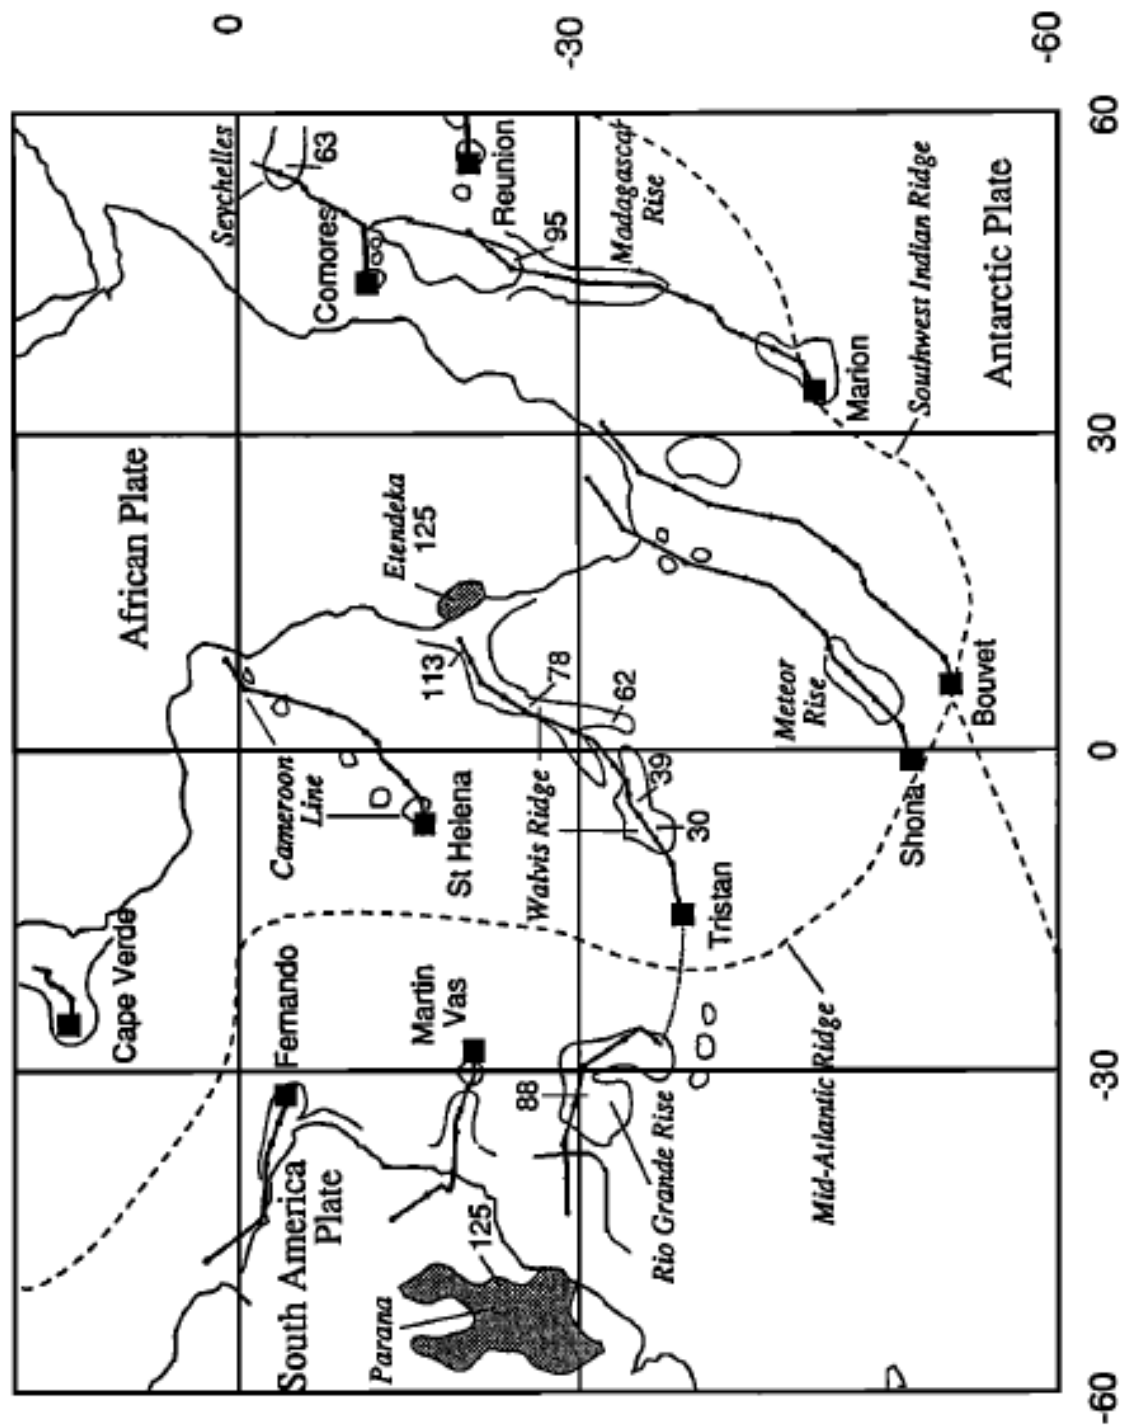 0
-30
-60
60
30
0
-30
-60
Seychelles
63
Comores
Reunion
95
Madagascar
Rise
Marion
Southwest Indian Ridge
Antarctic Plate
African Plate
Etendeka
125
113
78
62
39
30
Meteor
Rise
Bouvet
Shona
Cameroon
Line
St Helena
Walvis Ridge
Tristan
Cape Verde
Fernando
Martin
Vas
88
Rio Grande Rise
Mid-Atlantic Ridge
South America
Plate
125
Parana